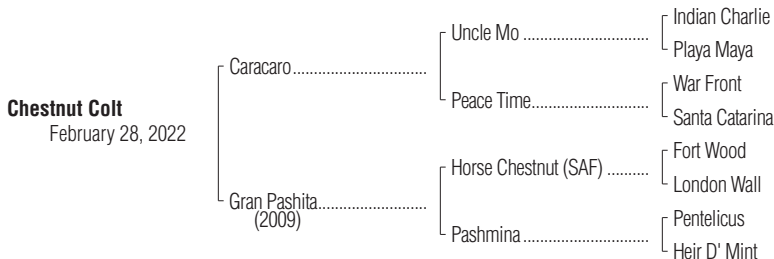 Indian Charlie
Uncle Mo
Playa Maya
Caracaro
War Front
Peace Time
Santa Catarina
Chestnut Colt
February 28, 2022
Fort Wood
Horse Chestnut (SAF)
London Wall
Gran Pashita
(2009)
Pentelicus
Pashmina
Heir D' Mint